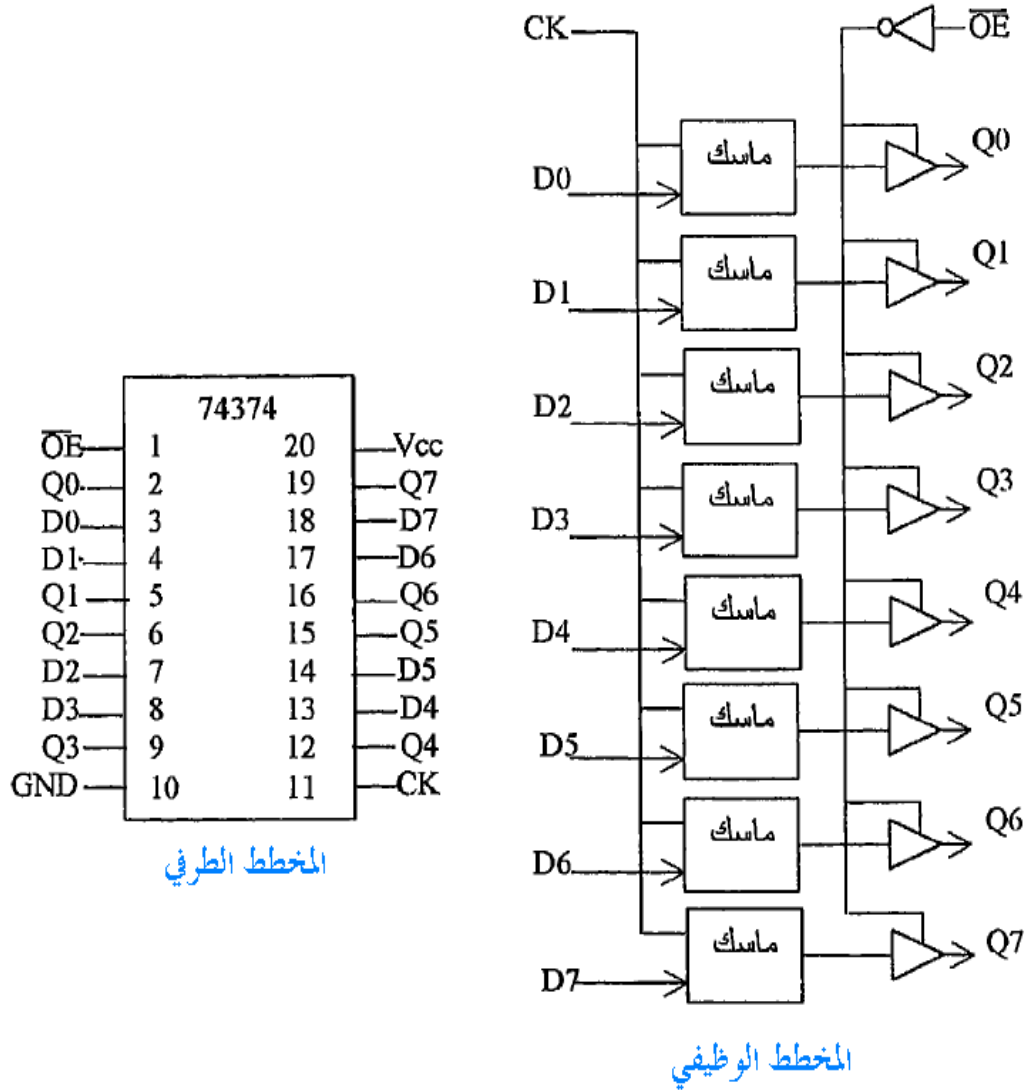 74374
O̅E̅ 1 20 Vcc
Q0 2 19 Q7
D0 3 18 D7
D1 4 17 D6
Q1 5 16 Q6
Q2 6 15 Q5
D2 7 14 D5
D3 8 13 D4
Q3 9 12 Q4
GND 10 11 CK
المخطط الطرفي
CK O̅E̅
ماسك Q0
D0
ماسك Q1
D1
ماسك Q2
D2
ماسك Q3
D3
ماسك Q4
D4
ماسك Q5
D5
ماسك Q6
D6
ماسك Q7
D7
المخطط الوظيفي